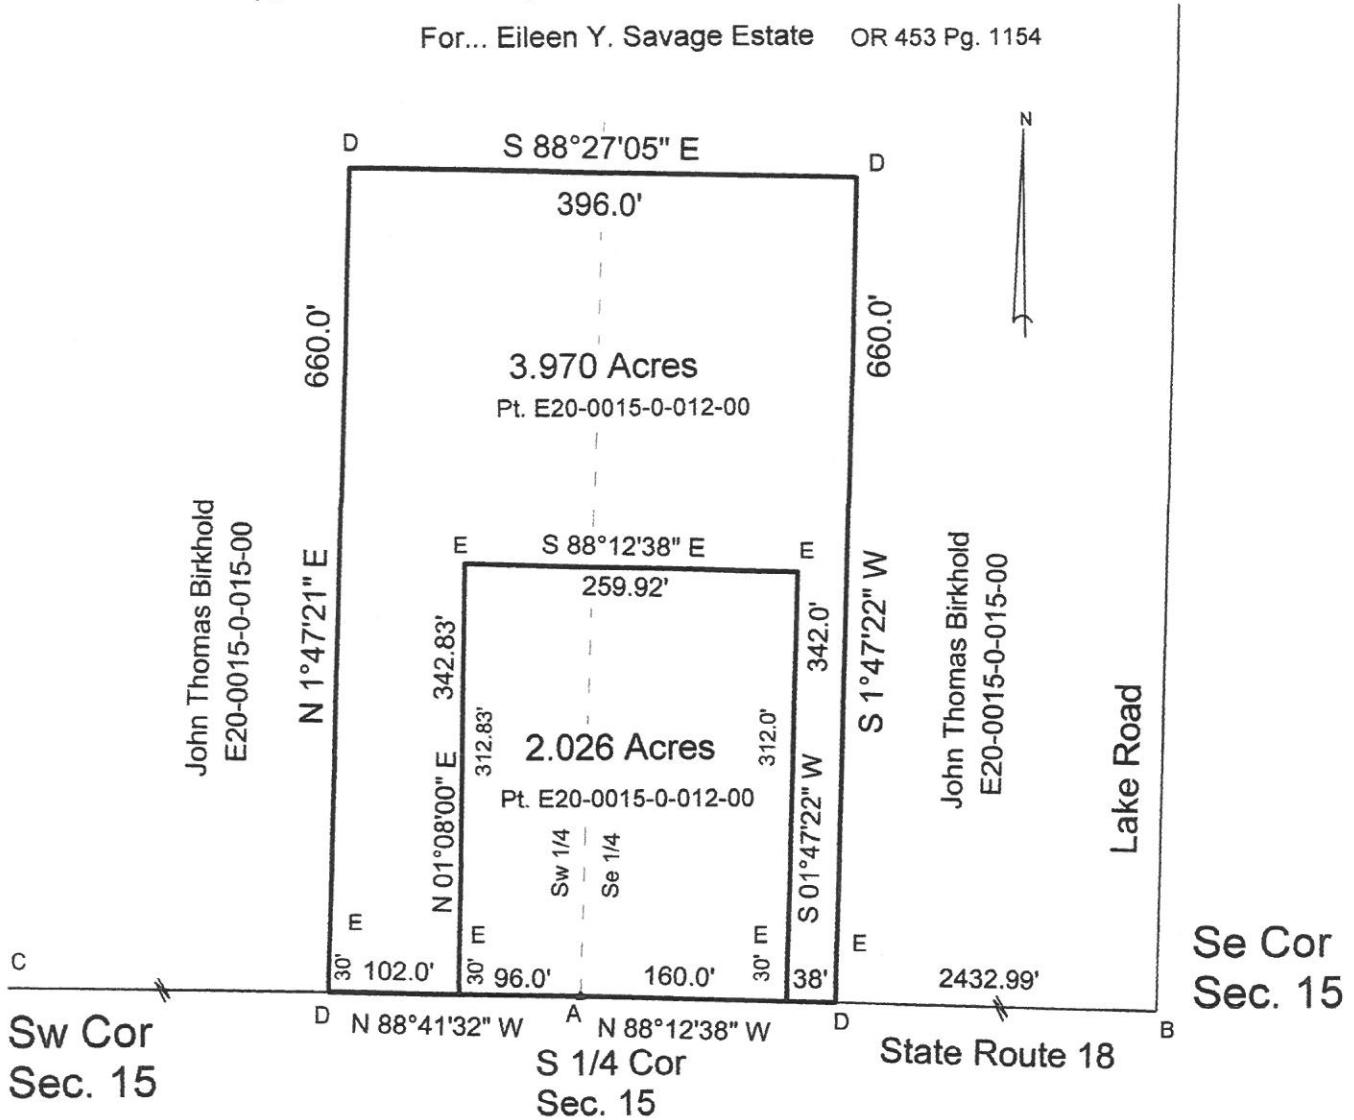 For... Eileen Y. Savage Estate OR 453 Pg. 1154
N
D
S 88°27'05" E
D
396.0'
660.0'
660.0'
3.970 Acres
Pt. E20-0015-0-012-00
John Thomas Birkhold
E20-0015-0-015-00
N 1°47'21" E
E
S 88°12'38" E
E
259.92'
342.83'
342.0'
S 1°47'22" W
John Thomas Birkhold
E20-0015-0-015-00
312.83'
312.0'
2.026 Acres
Pt. E20-0015-0-012-00
N 01°08'00" E
S 01°47'22" W
Lake Road
Sw 1/4
Se 1/4
E
E
E
E
C
30'
102.0'
30'
96.0'
160.0'
30'
38'
2432.99'
Se Cor
Sec. 15
D
N 88°41'32" W
A
N 88°12'38" W
D
B
Sw Cor
Sec. 15
S 1/4 Cor
Sec. 15
State Route 18